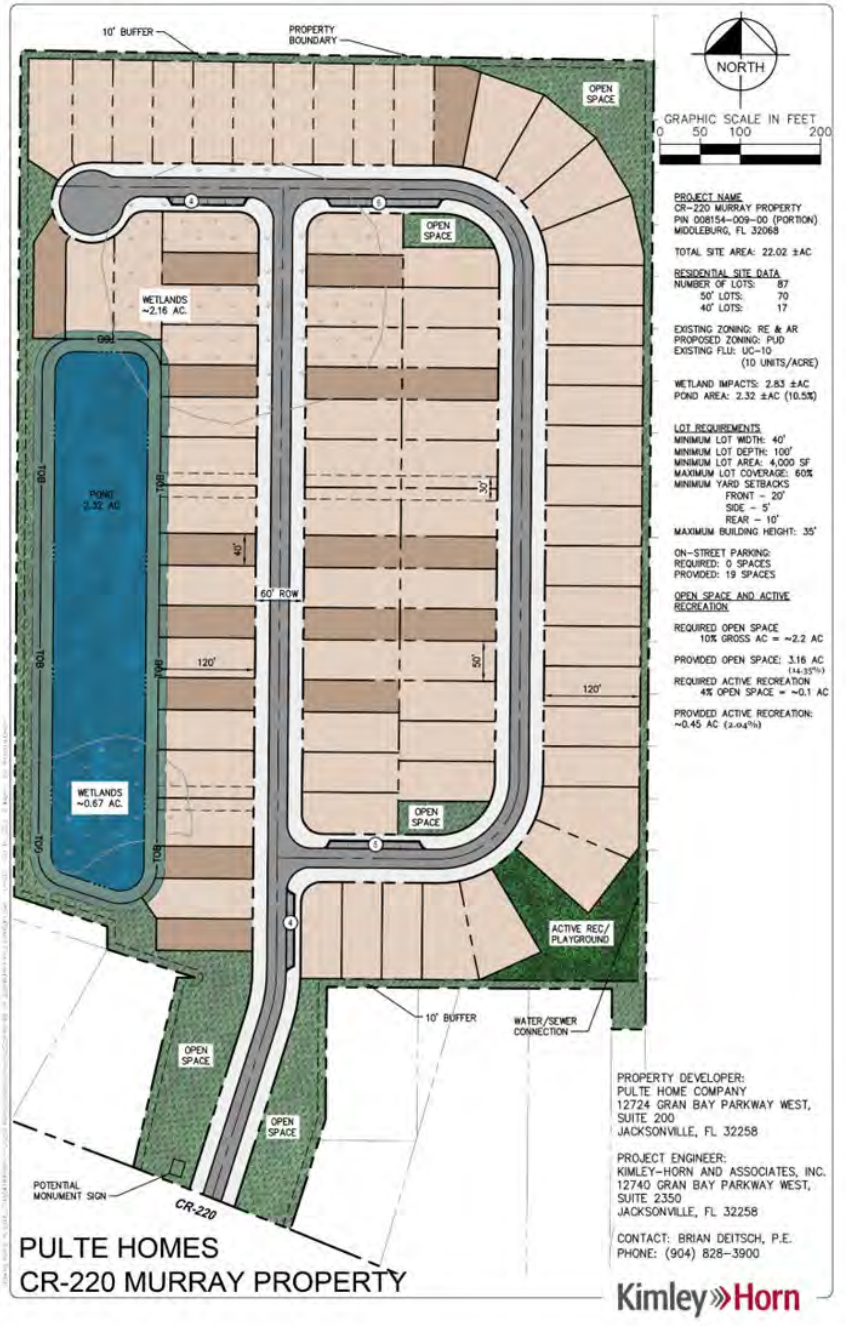 10' BUFFER
PROPERTY
BOUNDARY
OPEN
SPACE
NORTH
GRAPHIC SCALE IN FEET
0 50 100 200
4
6
OPEN
SPACE
WETLANDS
~2.16 AC.
TOB
TOB
TOB
POND
2.32 AC
30'
40'
60' ROW
TOB
TOB
120'
50'
120'
WETLANDS
~0.67 AC.
TOB
TOB
OPEN
SPACE
5
4
ACTIVE REC/
PLAYGROUND
10' BUFFER
WATER/SEWER
CONNECTION
OPEN
SPACE
OPEN
SPACE
POTENTIAL
MONUMENT SIGN
CR-220
PROJECT NAME
CR-220 MURRAY PROPERTY
PIN 008154-009-00 (PORTION)
MIDDLEBURG, FL 32068
TOTAL SITE AREA: 22.02 ±AC
RESIDENTIAL SITE DATA
NUMBER OF LOTS: 87
50' LOTS: 70
40' LOTS: 17
EXISTING ZONING: RE & AR
PROPOSED ZONING: PUD
EXISTING FLU: UC-10
(10 UNITS/ACRE)
WETLAND IMPACTS: 2.83 ±AC
POND AREA: 2.32 ±AC (10.5%)
LOT REQUIREMENTS
MINIMUM LOT WIDTH: 40'
MINIMUM LOT DEPTH: 100'
MINIMUM LOT AREA: 4,000 SF
MAXIMUM LOT COVERAGE: 60%
MINIMUM YARD SETBACKS
FRONT - 20'
SIDE - 5'
REAR - 10'
MAXIMUM BUILDING HEIGHT: 35'
ON-STREET PARKING:
REQUIRED: 0 SPACES
PROVIDED: 19 SPACES
OPEN SPACE AND ACTIVE
RECREATION
REQUIRED OPEN SPACE
10% GROSS AC = ~2.2 AC
PROVIDED OPEN SPACE: 3.16 AC
(14.35%)
REQUIRED ACTIVE RECREATION
4% OPEN SPACE = ~0.1 AC
PROVIDED ACTIVE RECREATION:
~0.45 AC (2.04%)
PROPERTY DEVELOPER:
PULTE HOME COMPANY
12724 GRAN BAY PARKWAY WEST,
SUITE 200
JACKSONVILLE, FL 32258
PROJECT ENGINEER:
KIMLEY-HORN AND ASSOCIATES, INC.
12740 GRAN BAY PARKWAY WEST,
SUITE 2350
JACKSONVILLE, FL 32258
CONTACT: BRIAN DEITSCH, P.E.
PHONE: (904) 828-3900
PULTE HOMES
CR-220 MURRAY PROPERTY
Kimley»Horn